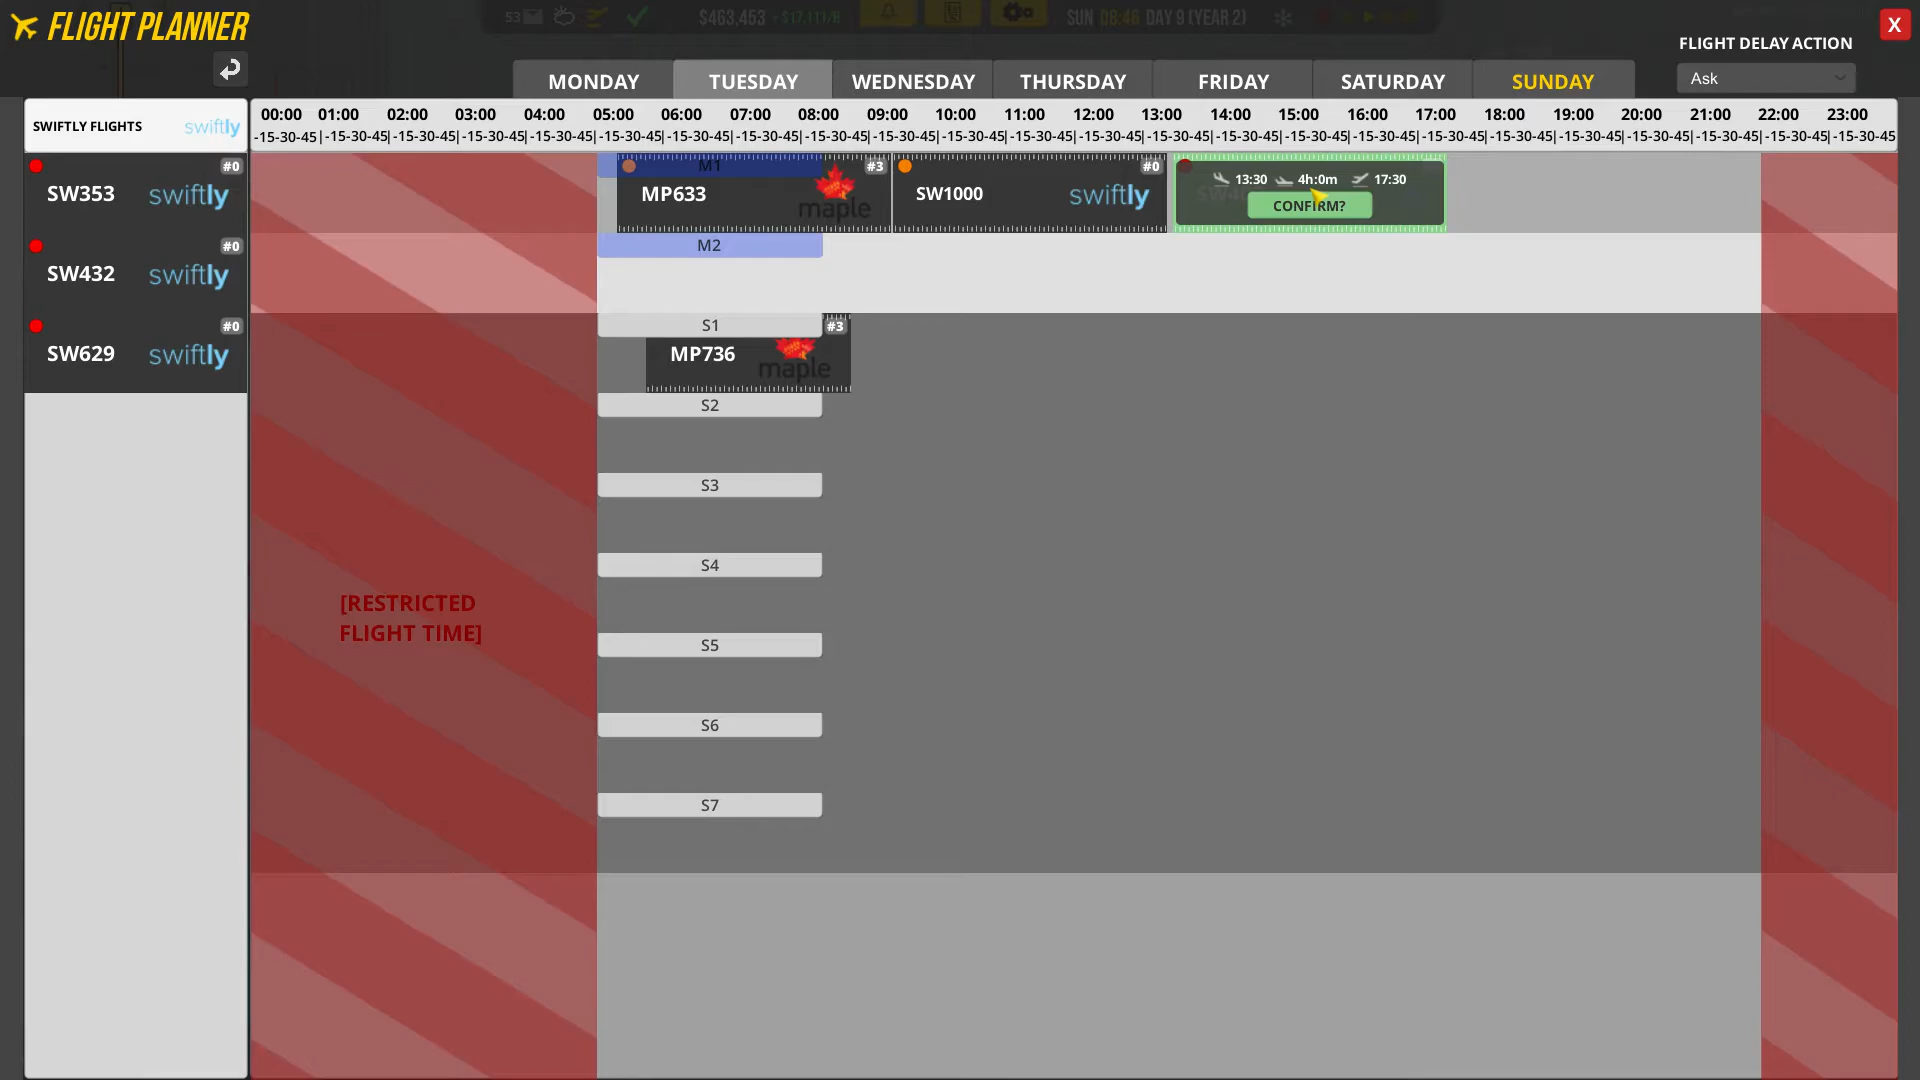 FLIGHT PLANNER
53 $463,453 +$17,111/H SUN 08:46 DAY 9 (YEAR 2)
X
FLIGHT DELAY ACTION
Ask
MONDAY TUESDAY WEDNESDAY THURSDAY FRIDAY SATURDAY SUNDAY
SWIFTLY FLIGHTS swiftly
00:00 01:00 02:00 03:00 04:00 05:00 06:00 07:00 08:00 09:00 10:00 11:00 12:00 13:00 14:00 15:00 16:00 17:00 18:00 19:00 20:00 21:00 22:00 23:00
-15-30-45|-15-30-45|-15-30-45|-15-30-45|-15-30-45|-15-30-45|-15-30-45|-15-30-45|-15-30-45|-15-30-45|-15-30-45|-15-30-45|-15-30-45|-15-30-45|-15-30-45|-15-30-45|-15-30-45|-15-30-45|-15-30-45|-15-30-45|-15-30-45|-15-30-45|-15-30-45|-15-30-45
#0
SW353 swiftly
#0
SW432 swiftly
#0
SW629 swiftly
M1
#3
MP633 maple
#0
SW1000 swiftly
13:30 4h:0m 17:30
CONFIRM?
M2
S1
#3
MP736 maple
S2
S3
S4
S5
S6
S7
[RESTRICTED
FLIGHT TIME]